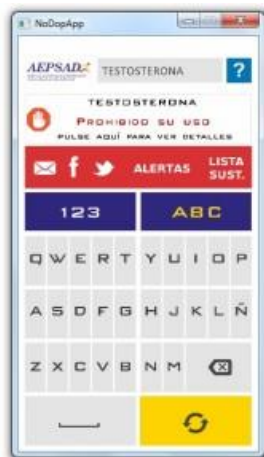 NoDopApp
AEPSAD
TESTOSTERONA
?
TESTOSTERONA
PROHIBIDO SU USO
PULSE AQUÍ PARA VER DETALLES
f
ALERTAS
LISTA
SUST.
123
ABC
Q W E R T Y U I O P
A S D F G H J K L Ñ
Z X C V B N M